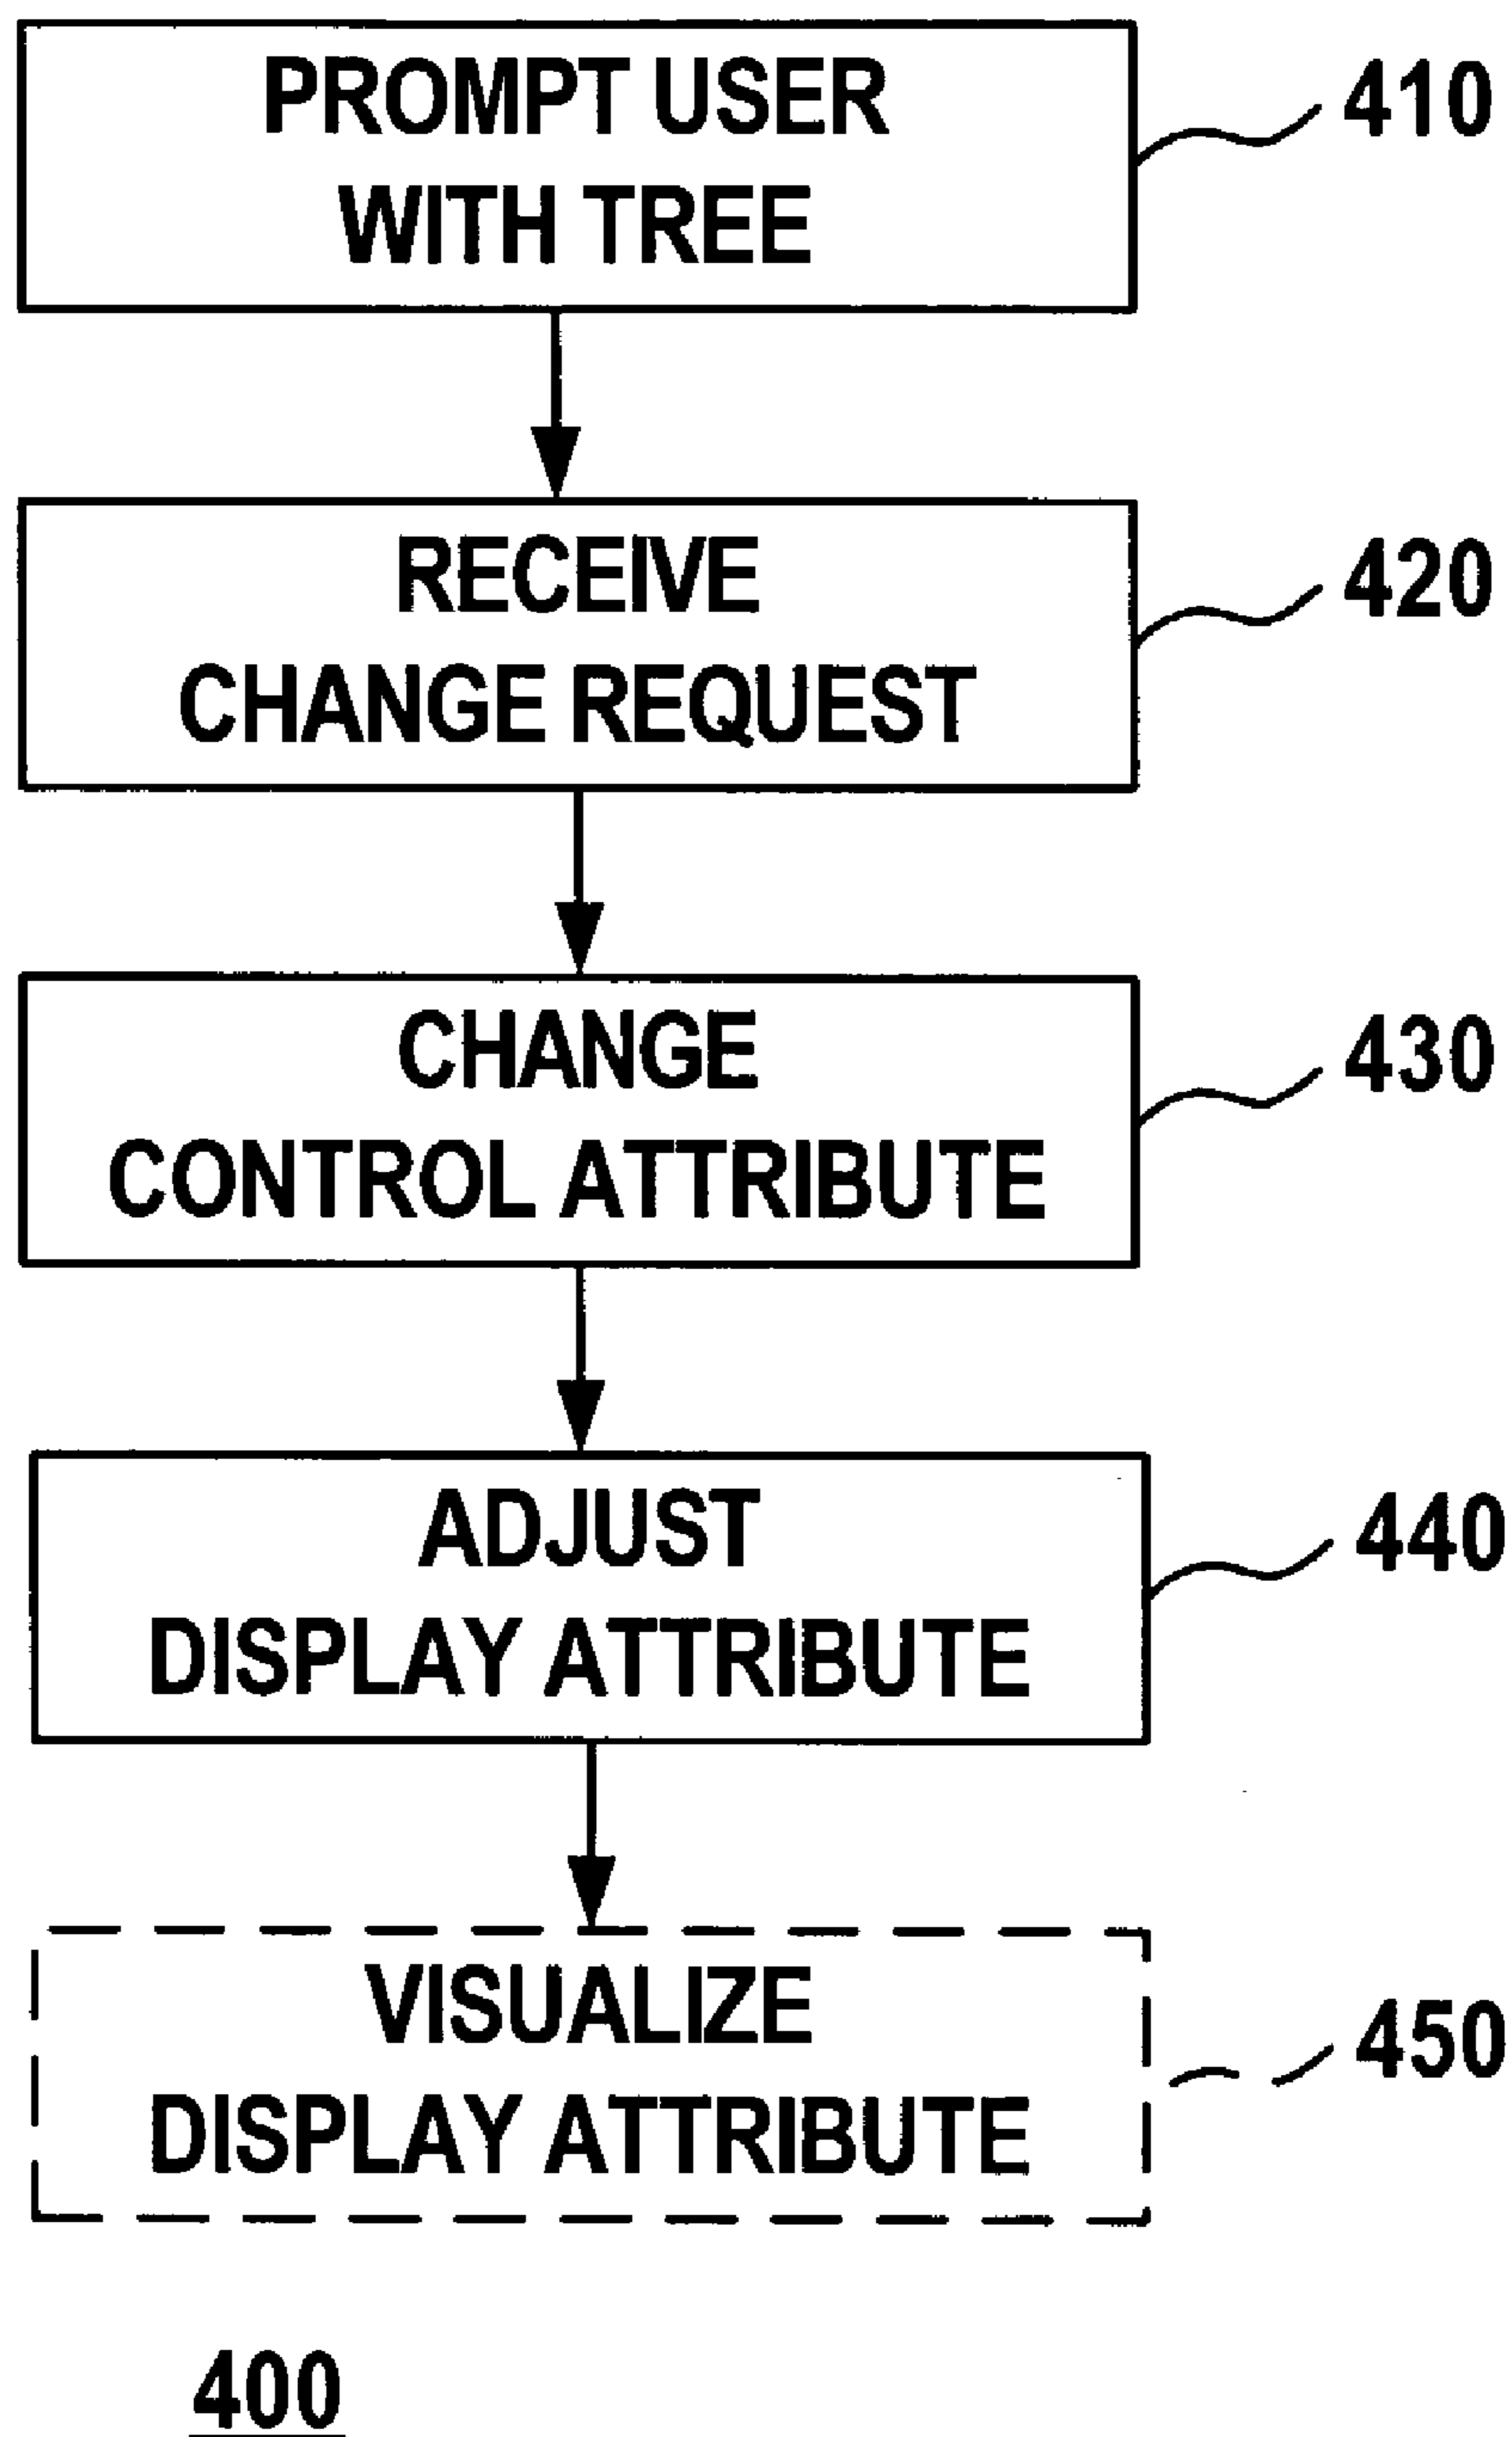 PROMPT USER
WITH TREE
410
RECEIVE
CHANGE REQUEST
420
CHANGE
CONTROL ATTRIBUTE
430
ADJUST
DISPLAY ATTRIBUTE
440
VISUALIZE
DISPLAY ATTRIBUTE
450
400